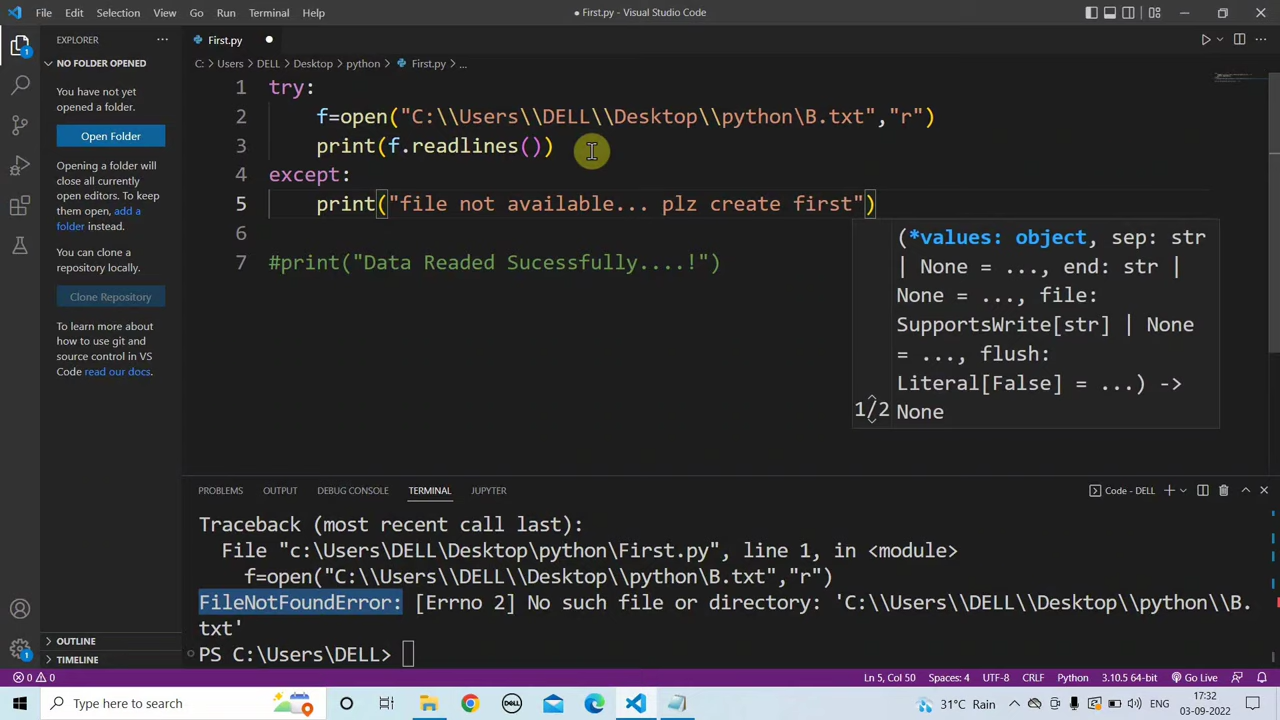 File Edit Selection View Go Run Terminal Help
● First.py - Visual Studio Code
EXPLORER ...
First.py ●
NO FOLDER OPENED
C: > Users > DELL > Desktop > python > First.py > ...
You have not yet
opened a folder.
Open Folder
Opening a folder will
close all currently
open editors. To keep
them open, add a
folder instead.
You can clone a
repository locally.
Clone Repository
To learn more about
how to use git and
source control in VS
Code read our docs.
OUTLINE
TIMELINE
1 try:
2 f=open("C:\\Users\\DELL\\Desktop\\python\B.txt","r")
3 print(f.readlines())
4 except:
5 print("file not available... plz create first")
6
7 #print("Data Readed Sucessfully....!")
(*values: object, sep: str
| None = ..., end: str |
None = ..., file:
SupportsWrite[str] | None
= ..., flush:
Literal[False] = ...) ->
None
1/2
PROBLEMS OUTPUT DEBUG CONSOLE TERMINAL JUPYTER
Code - DELL
Traceback (most recent call last):
File "c:\Users\DELL\Desktop\python\First.py", line 1, in <module>
f=open("C:\\Users\\DELL\\Desktop\\python\B.txt","r")
FileNotFoundError: [Errno 2] No such file or directory: 'C:\\Users\\DELL\\Desktop\\python\\B.
txt'
PS C:\Users\DELL>
1
1
0 0
Ln 5, Col 50 Spaces: 4 UTF-8 CRLF Python 3.10.5 64-bit Go Live
Type here to search
DELL
31°C Rain
ENG
17:32
03-09-2022